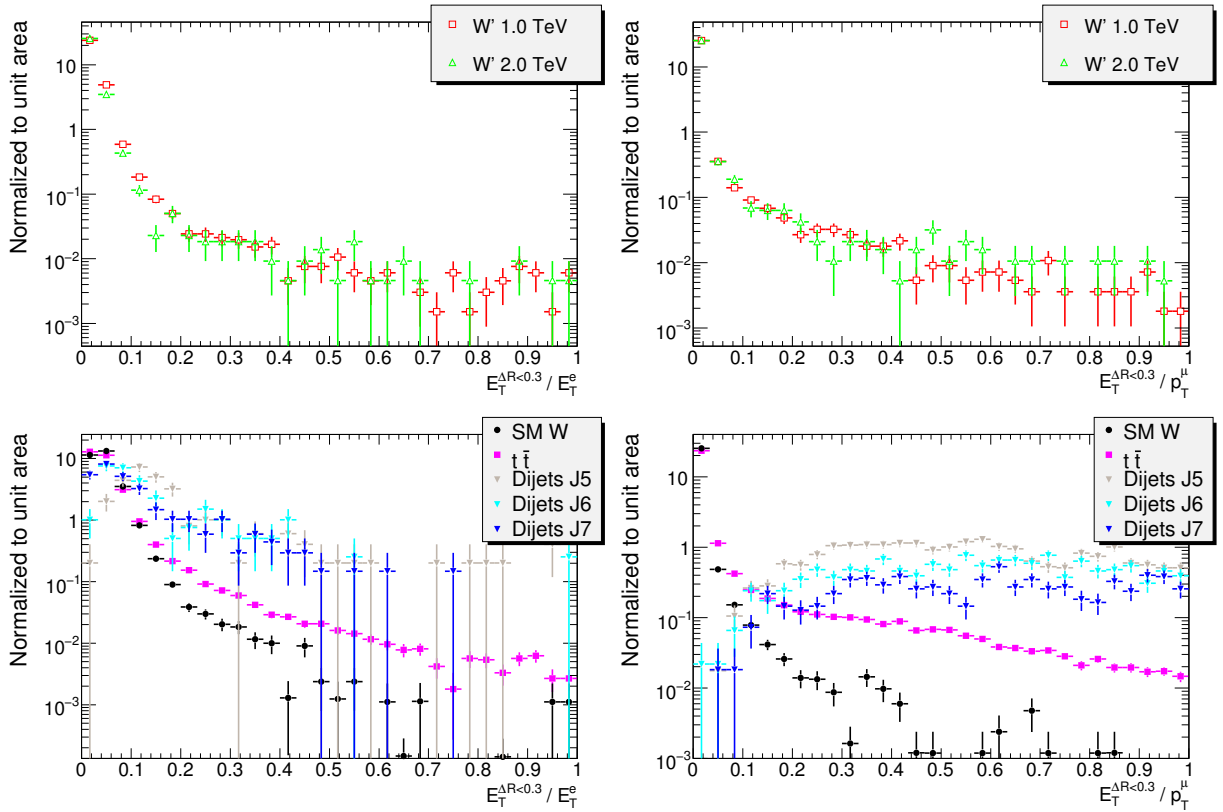 Normalized to unit area
W' 1.0 TeV
W' 2.0 TeV
10
1
10⁻¹
10⁻²
10⁻³
0 0.1 0.2 0.3 0.4 0.5 0.6 0.7 0.8 0.9 1
E_T^{ΔR<0.3} / E_T^e
Normalized to unit area
W' 1.0 TeV
W' 2.0 TeV
10
1
10⁻¹
10⁻²
10⁻³
0 0.1 0.2 0.3 0.4 0.5 0.6 0.7 0.8 0.9 1
E_T^{ΔR<0.3} / p_T^μ
Normalized to unit area
SM W
t t̄
Dijets J5
Dijets J6
Dijets J7
10
1
10⁻¹
10⁻²
10⁻³
0 0.1 0.2 0.3 0.4 0.5 0.6 0.7 0.8 0.9 1
E_T^{ΔR<0.3} / E_T^e
Normalized to unit area
SM W
t t̄
Dijets J5
Dijets J6
Dijets J7
10
1
10⁻¹
10⁻²
10⁻³
0 0.1 0.2 0.3 0.4 0.5 0.6 0.7 0.8 0.9 1
E_T^{ΔR<0.3} / p_T^μ